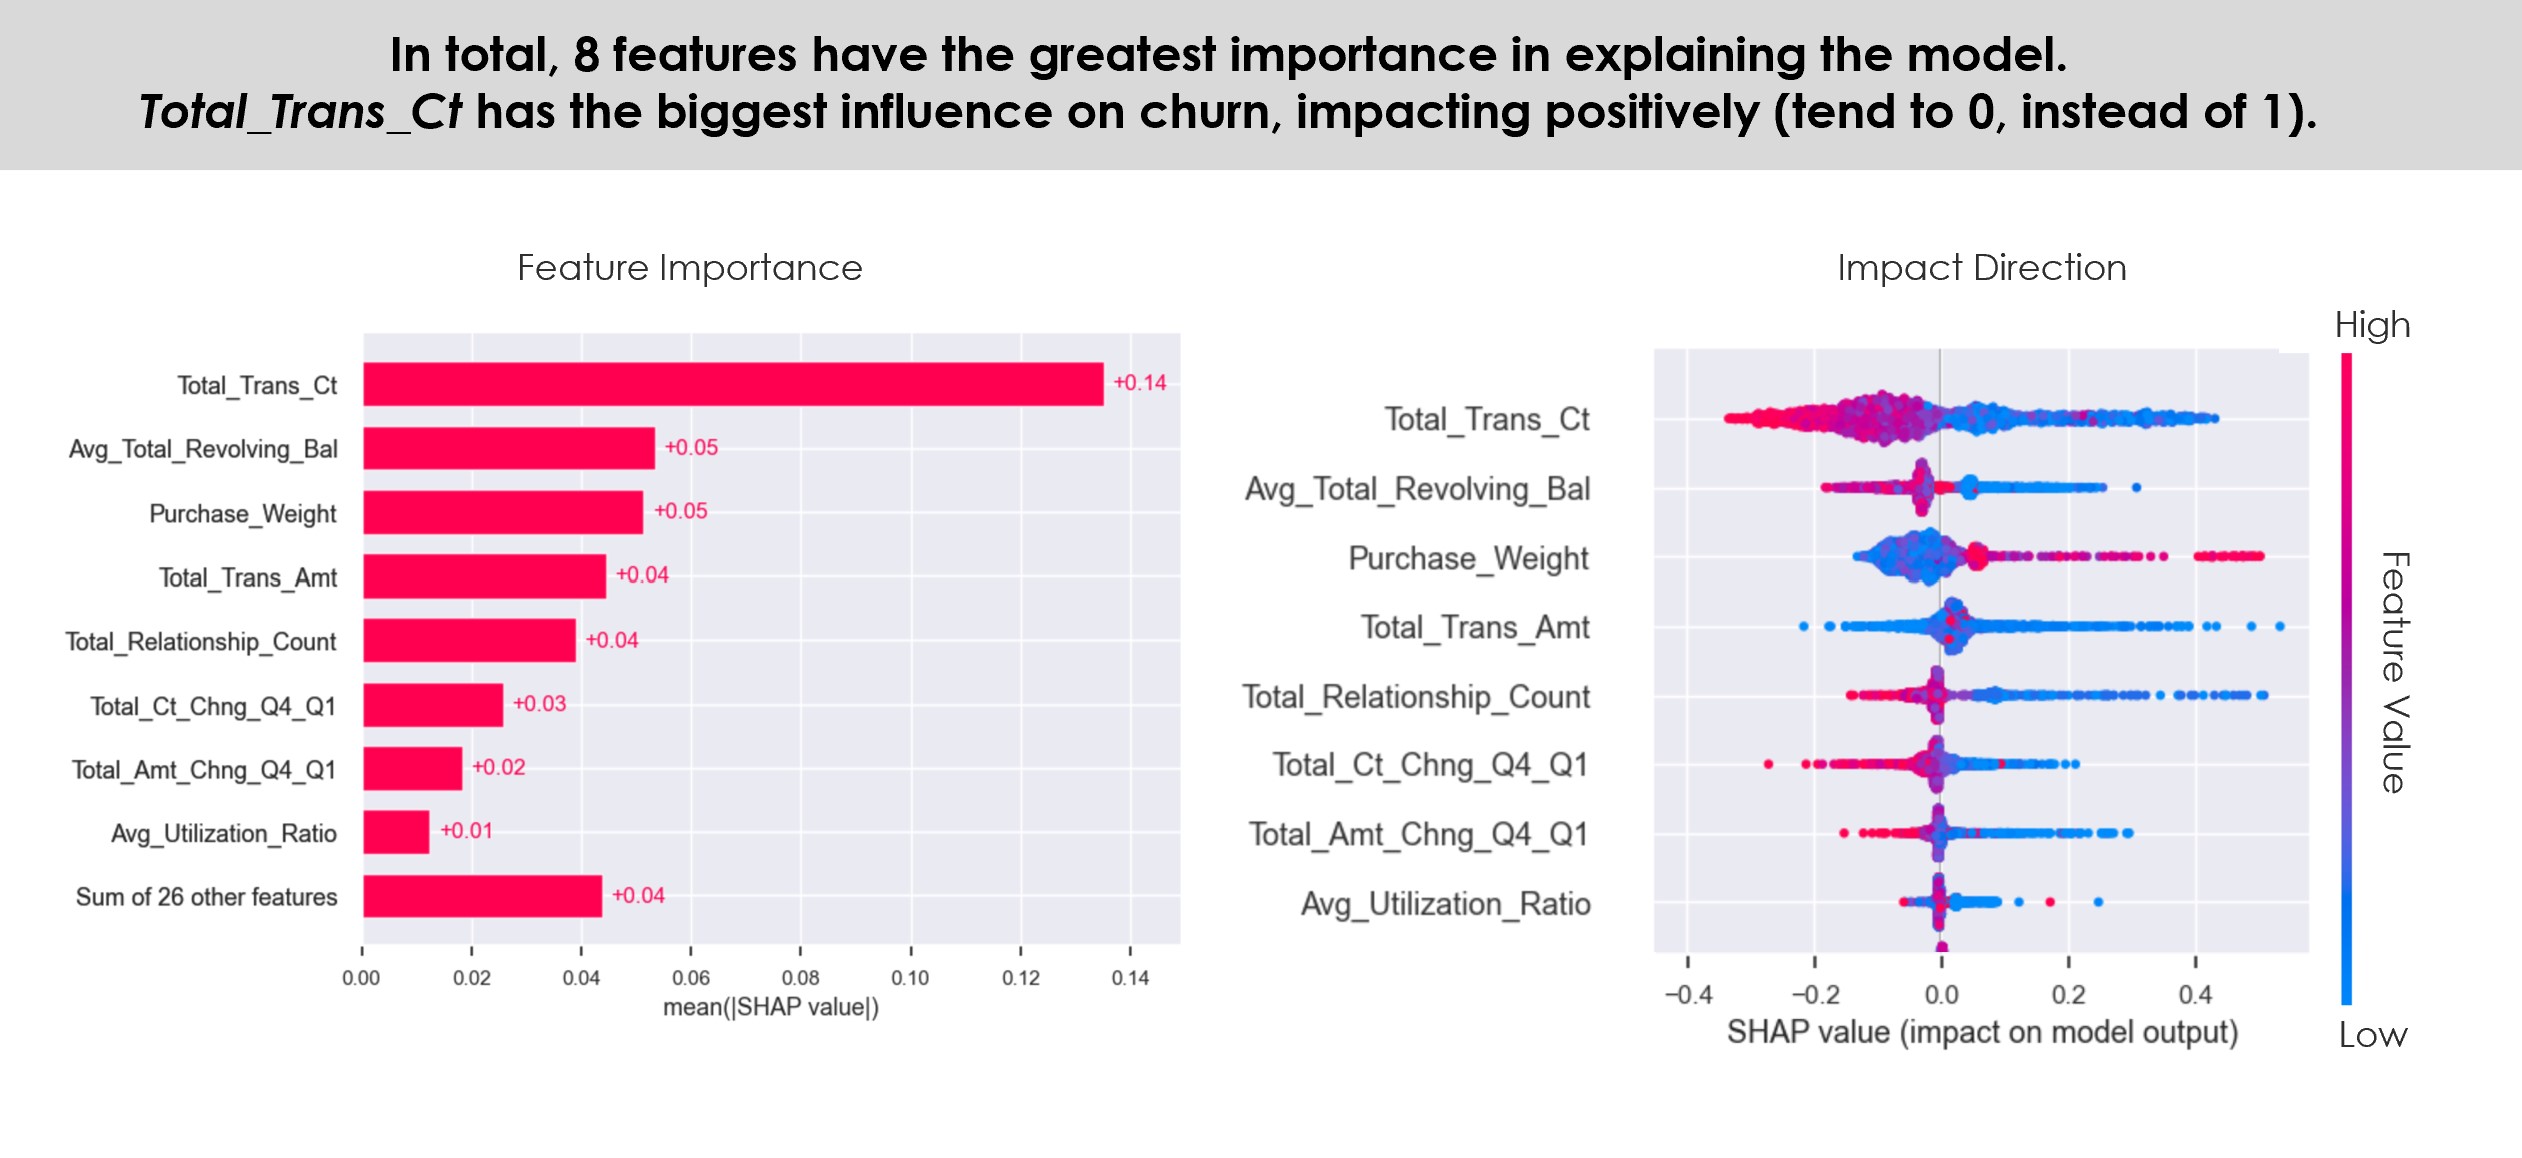 In total, 8 features have the greatest importance in explaining the model.
Total_Trans_Ct has the biggest influence on churn, impacting positively (tend to 0, instead of 1).
Feature Importance
Total_Trans_Ct
+0.14
Avg_Total_Revolving_Bal
+0.05
Purchase_Weight
+0.05
Total_Trans_Amt
+0.04
Total_Relationship_Count
+0.04
Total_Ct_Chng_Q4_Q1
+0.03
Total_Amt_Chng_Q4_Q1
+0.02
Avg_Utilization_Ratio
+0.01
Sum of 26 other features
+0.04
0.00 0.02 0.04 0.06 0.08 0.10 0.12 0.14
mean(|SHAP value|)
Impact Direction
High
Total_Trans_Ct
Avg_Total_Revolving_Bal
Purchase_Weight
Total_Trans_Amt
Total_Relationship_Count
Total_Ct_Chng_Q4_Q1
Total_Amt_Chng_Q4_Q1
Avg_Utilization_Ratio
−0.4 −0.2 0.0 0.2 0.4
SHAP value (impact on model output)
Feature Value
Low